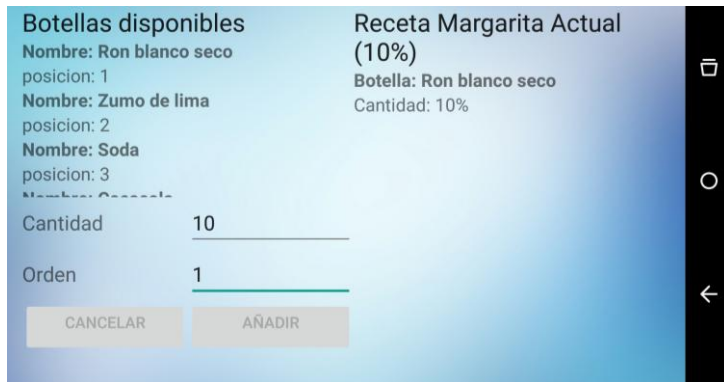 Botellas disponibles
Nombre: Ron blanco seco
posicion: 1
Nombre: Zumo de lima
posicion: 2
Nombre: Soda
posicion: 3
Cantidad 10
Orden 1
CANCELAR AÑADIR
Receta Margarita Actual
(10%)
Botella: Ron blanco seco
Cantidad: 10%